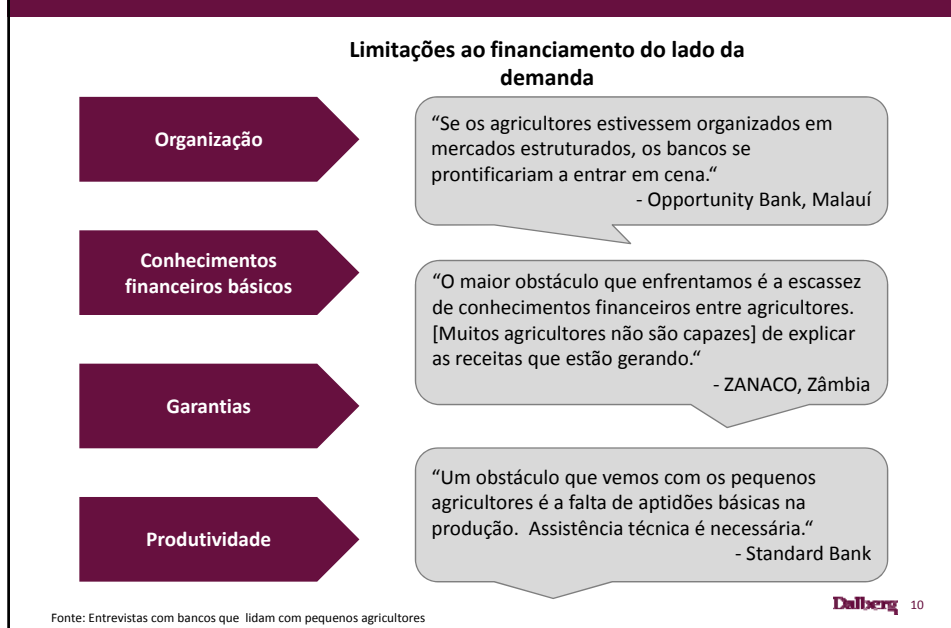 Limitações ao financiamento do lado da
demanda
Organização
“Se os agricultores estivessem organizados em
mercados estruturados, os bancos se
prontificariam a entrar em cena.“
- Opportunity Bank, Malauí
Conhecimentos
financeiros básicos
“O maior obstáculo que enfrentamos é a escassez
de conhecimentos financeiros entre agricultores.
[Muitos agricultores não são capazes] de explicar
as receitas que estão gerando.“
- ZANACO, Zâmbia
Garantias
“Um obstáculo que vemos com os pequenos
agricultores é a falta de aptidões básicas na
produção.  Assistência técnica é necessária.“
- Standard Bank
Produtividade
Fonte: Entrevistas com bancos que  lidam com pequenos agricultores
Dalberg 10